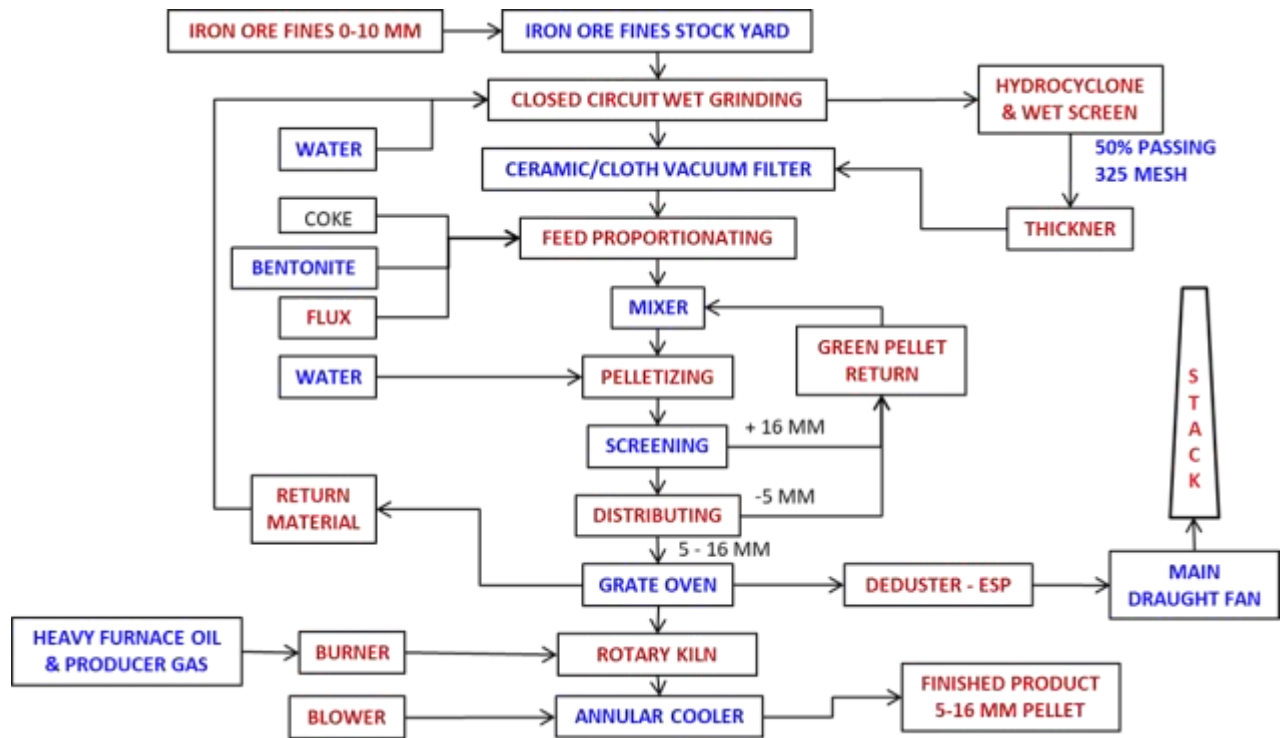 IRON ORE FINES 0-10 MM
IRON ORE FINES STOCK YARD
CLOSED CIRCUIT WET GRINDING
HYDROCYCLONE
& WET SCREEN
WATER
50% PASSING
325 MESH
CERAMIC/CLOTH VACUUM FILTER
COKE
THICKNER
FEED PROPORTIONATING
BENTONITE
FLUX
MIXER
GREEN PELLET
RETURN
WATER
PELLETIZING
STACK
+ 16 MM
SCREENING
-5 MM
RETURN
MATERIAL
DISTRIBUTING
5 - 16 MM
GRATE OVEN
DEDUSTER - ESP
MAIN
DRAUGHT FAN
HEAVY FURNACE OIL
& PRODUCER GAS
BURNER
ROTARY KILN
FINISHED PRODUCT
5-16 MM PELLET
BLOWER
ANNULAR COOLER